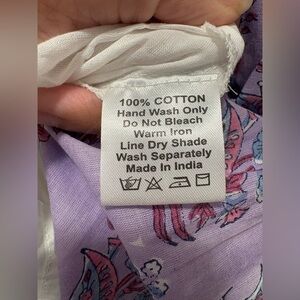 100% COTTON
Hand Wash Only
Do Not Bleach
Warm Iron
Line Dry Shade
Wash Separately
Made In India